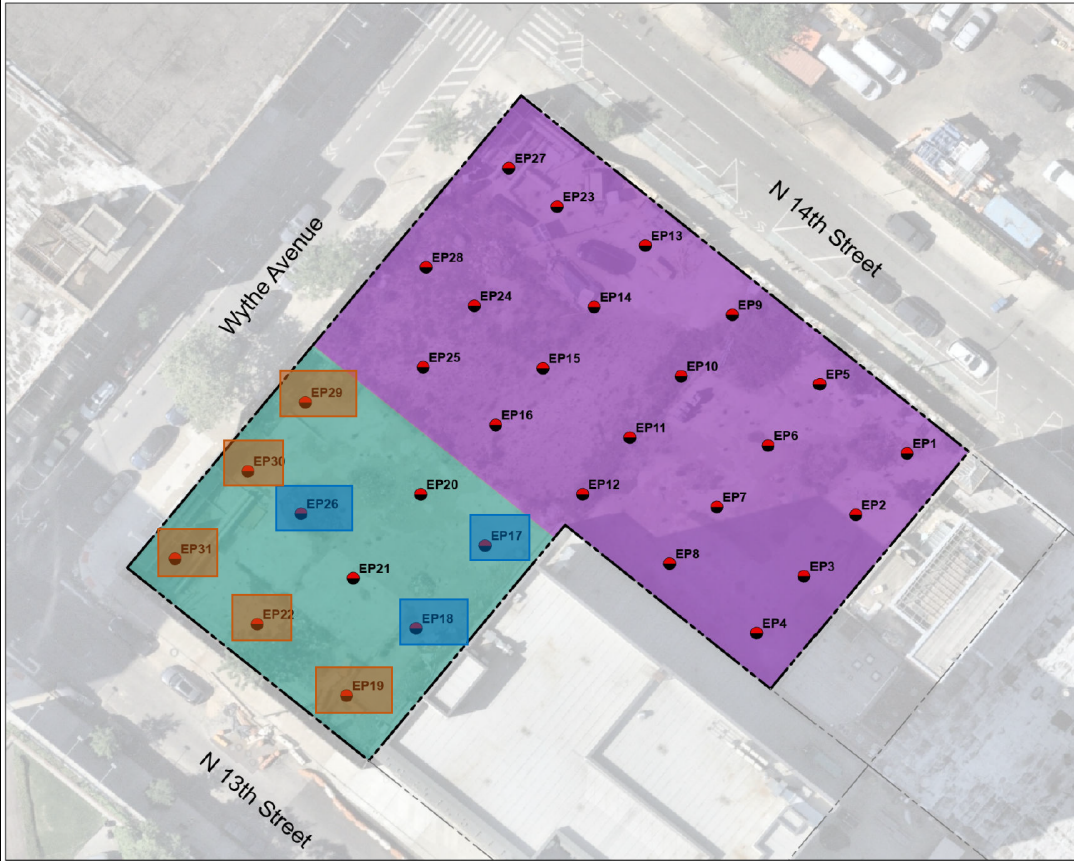 EP27
EP23
EP13
N 14th Street
Wythe Avenue
EP28
EP24
EP14
EP9
EP25
EP15
EP10
EP5
EP29
EP16
EP11
EP6
EP1
EP30
EP20
EP12
EP7
EP2
EP26
EP17
EP31
EP21
EP8
EP3
EP22
EP18
EP4
EP19
N 13th Street